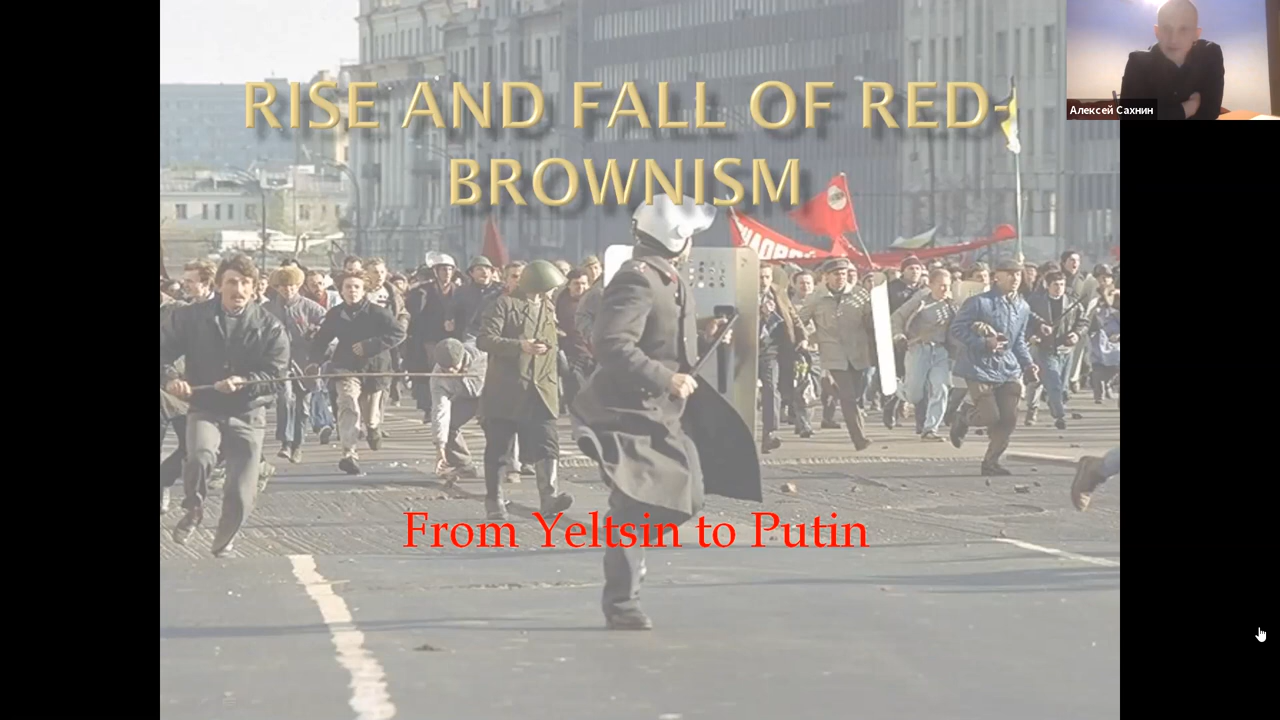 RISE AND FALL OF RED-
BROWNISM
From Yeltsin to Putin
Алексей Сахнин